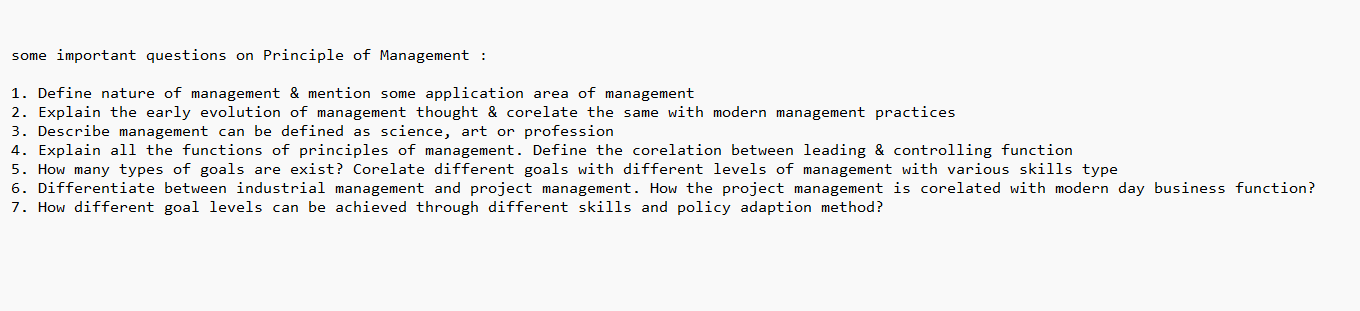 some important questions on Principle of Management :
1. Define nature of management & mention some application area of management
2. Explain the early evolution of management thought & corelate the same with modern management practices
3. Describe management can be defined as science, art or profession
4. Explain all the functions of principles of management. Define the corelation between leading & controlling function
5. How many types of goals are exist? Corelate different goals with different levels of management with various skills type
6. Differentiate between industrial management and project management. How the project management is corelated with modern day business function?
7. How different goal levels can be achieved through different skills and policy adaption method?